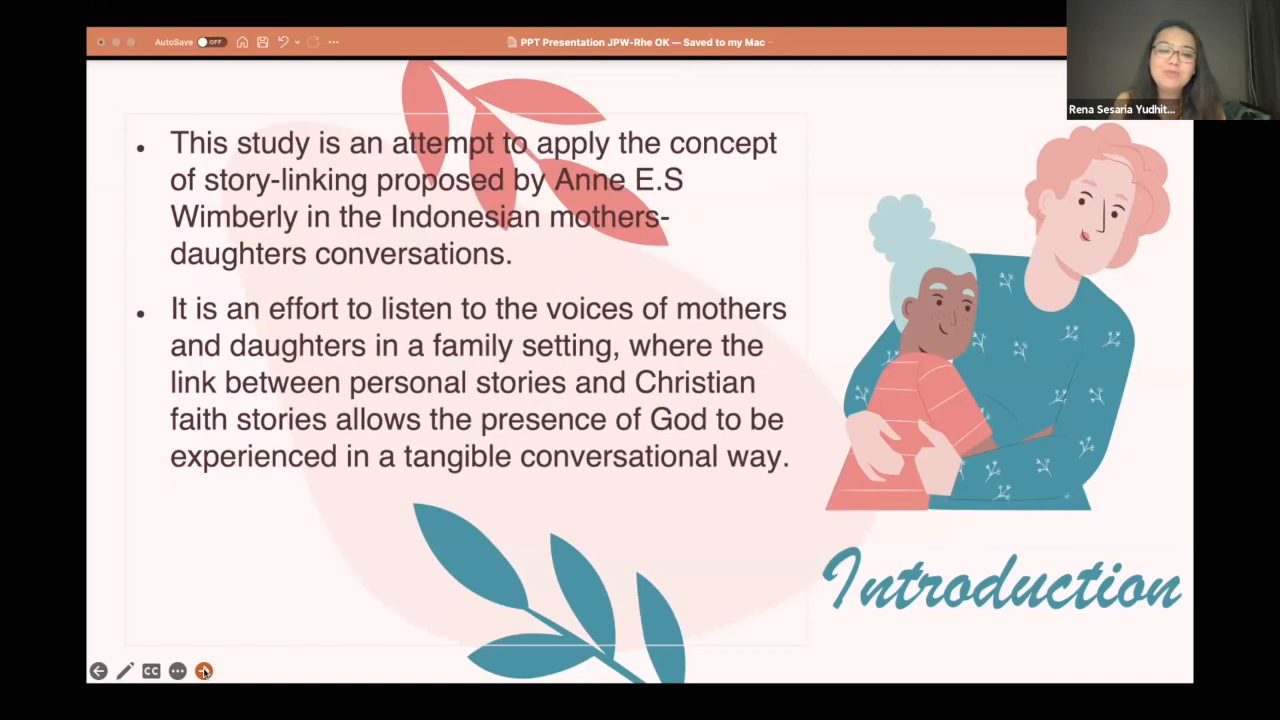 AutoSave OFF
PPT Presentation JPW-Rhe OK — Saved to my Mac
Rena Sesaria Yudhit...
• This study is an attempt to apply the concept
of story-linking proposed by Anne E.S
Wimberly in the Indonesian mothers-
daughters conversations.
• It is an effort to listen to the voices of mothers
and daughters in a family setting, where the
link between personal stories and Christian
faith stories allows the presence of God to be
experienced in a tangible conversational way.
Introduction
CC